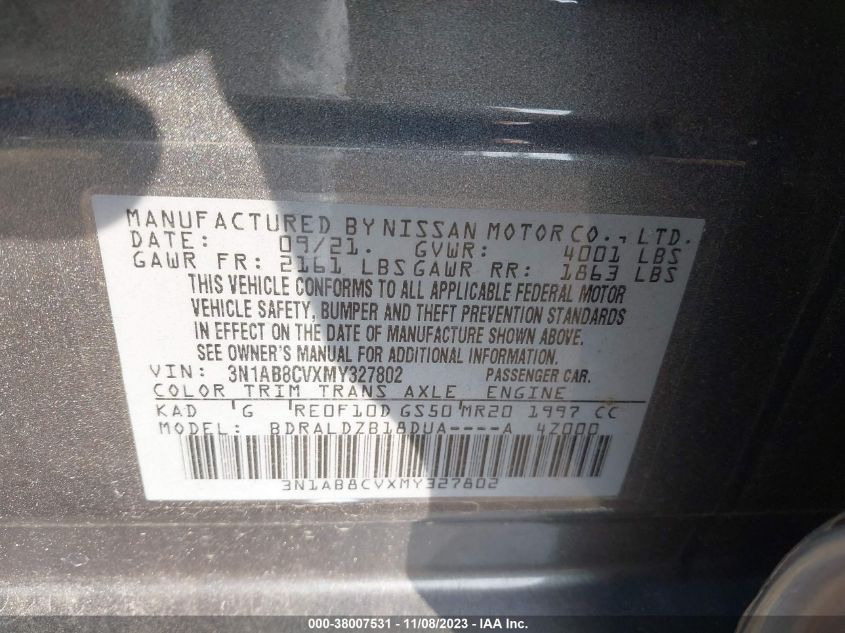 MANUFACTURED BY NISSAN MOTOR CO., LTD.
DATE: 09/21. GVWR: 4001 LBS
GAWR FR: 2161 LBS GAWR RR: 1863 LBS
THIS VEHICLE CONFORMS TO ALL APPLICABLE FEDERAL MOTOR
VEHICLE SAFETY, BUMPER AND THEFT PREVENTION STANDARDS
IN EFFECT ON THE DATE OF MANUFACTURE SHOWN ABOVE.
SEE OWNER'S MANUAL FOR ADDITIONAL INFORMATION.
VIN: 3N1AB8CVXMY327802 PASSENGER CAR.
COLOR TRIM TRANS AXLE ENGINE
KAD G RE0F10D GS50 MR20 1997 CC
MODEL: BDRALDZB18DUA----A 4Z000
3N1AB8CVXMY327802
000-38007531 - 11/08/2023 - IAA Inc.